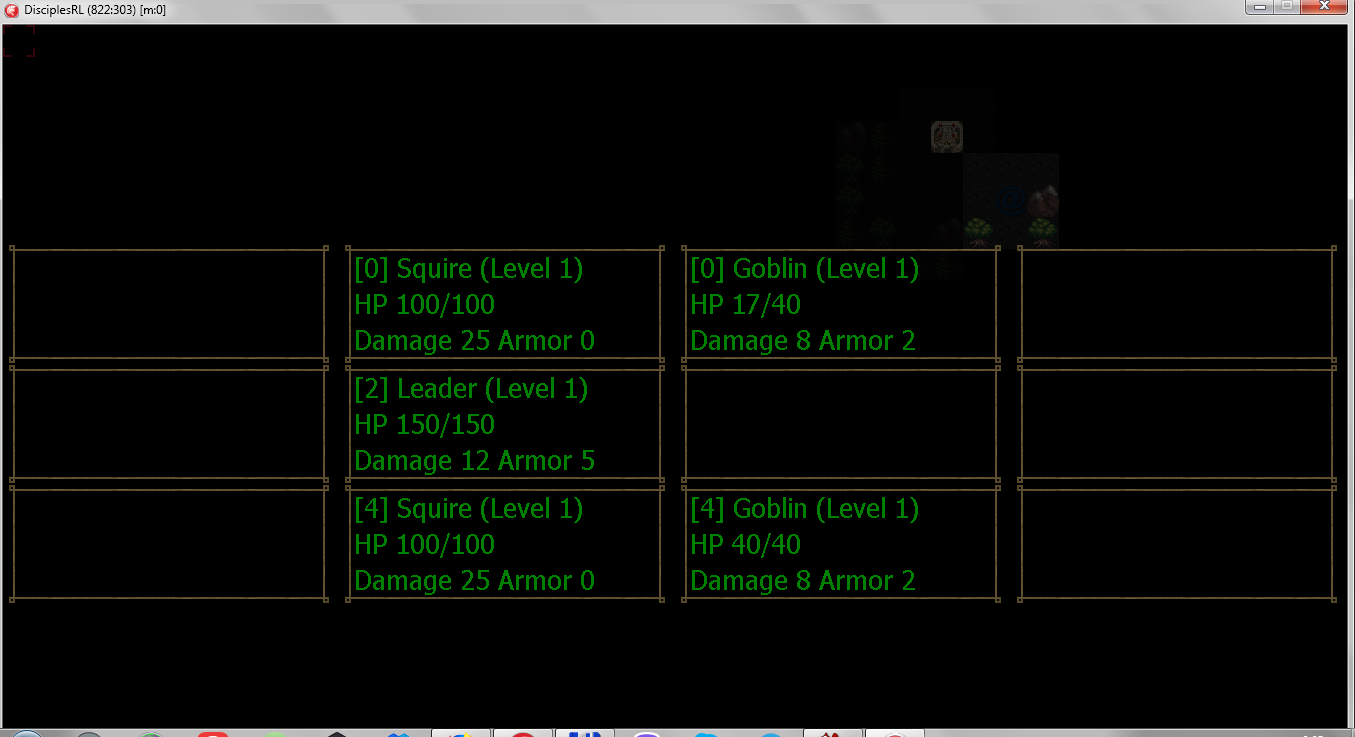 DisciplesRL (822:303) [m:0]
[0] Squire (Level 1)
HP 100/100
Damage 25 Armor 0
[0] Goblin (Level 1)
HP 17/40
Damage 8 Armor 2
[2] Leader (Level 1)
HP 150/150
Damage 12 Armor 5
[4] Squire (Level 1)
HP 100/100
Damage 25 Armor 0
[4] Goblin (Level 1)
HP 40/40
Damage 8 Armor 2